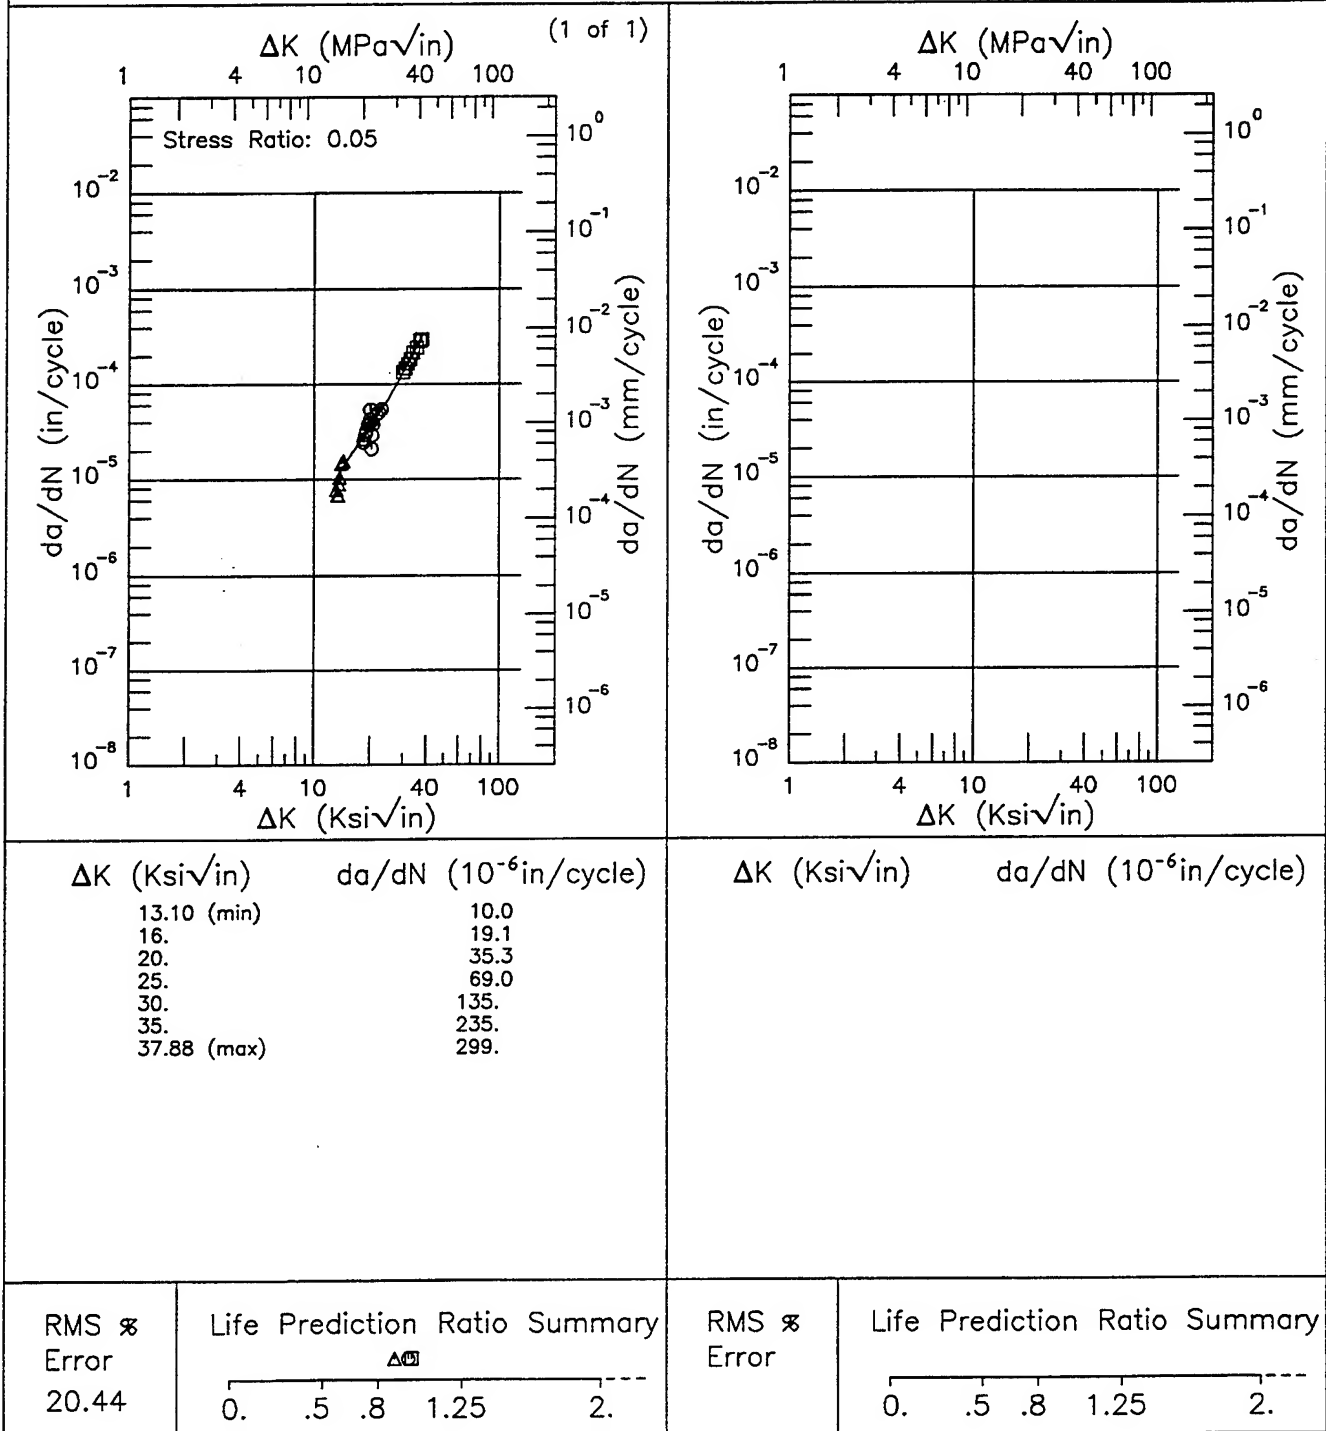 (1 of 1)
ΔK (MPa√in)
1 4 10 40 100
Stress Ratio: 0.05
da/dN (in/cycle)
10⁻²
10⁻³
10⁻⁴
10⁻⁵
10⁻⁶
10⁻⁷
10⁻⁸
10⁰
10⁻¹
10⁻²
10⁻³
10⁻⁴
10⁻⁵
10⁻⁶
da/dN (mm/cycle)
1 4 10 40 100
ΔK (Ksi√in)
ΔK (MPa√in)
1 4 10 40 100
da/dN (in/cycle)
10⁻²
10⁻³
10⁻⁴
10⁻⁵
10⁻⁶
10⁻⁷
10⁻⁸
10⁰
10⁻¹
10⁻²
10⁻³
10⁻⁴
10⁻⁵
10⁻⁶
da/dN (mm/cycle)
1 4 10 40 100
ΔK (Ksi√in)
ΔK (Ksi√in) da/dN (10⁻⁶in/cycle)
13.10 (min) 10.0
16. 19.1
20. 35.3
25. 69.0
30. 135.
35. 235.
37.88 (max) 299.
ΔK (Ksi√in) da/dN (10⁻⁶in/cycle)
RMS %
Error
20.44
Life Prediction Ratio Summary
0. .5 .8 1.25 2.
RMS %
Error
Life Prediction Ratio Summary
0. .5 .8 1.25 2.